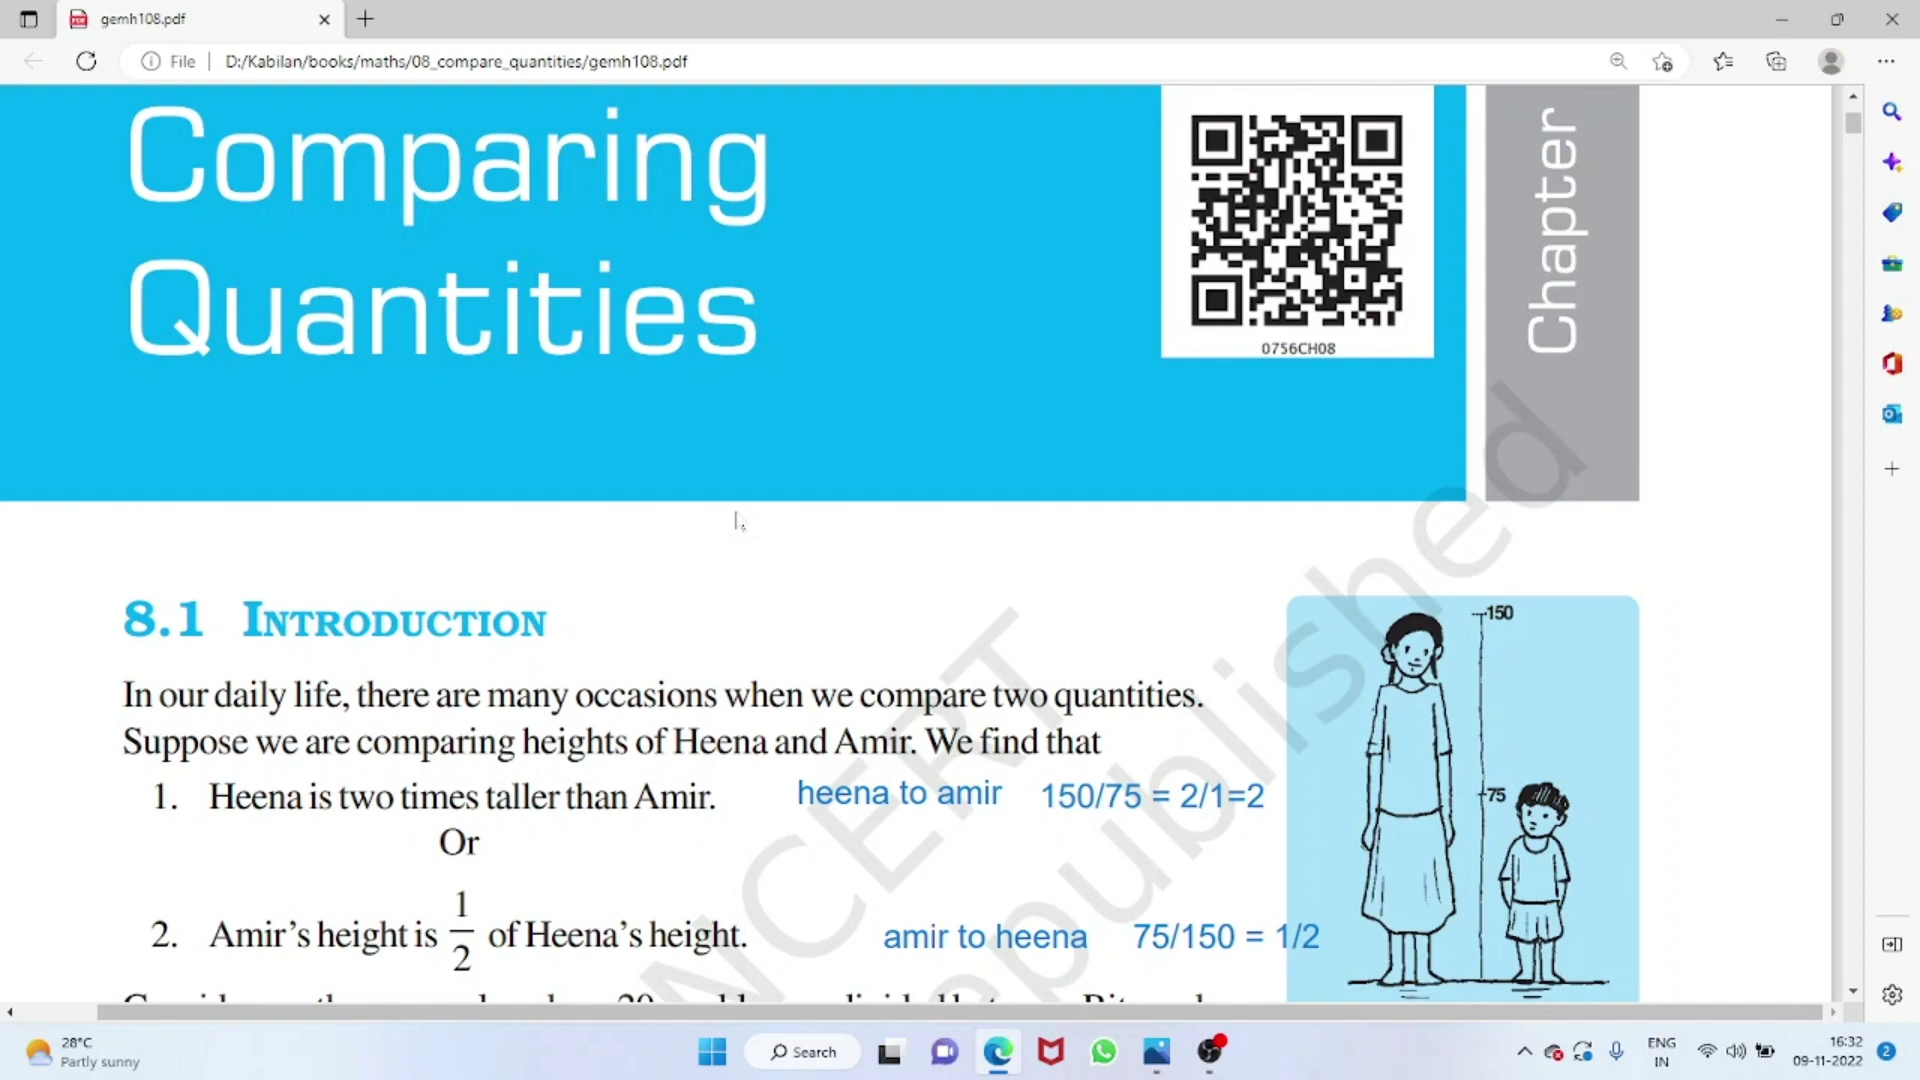 gemh108.pdf
File
D:/Kabilan/books/maths/08_compare_quantities/gemh108.pdf
Comparing
Quantities
0756CH08
Chapter
8.1 INTRODUCTION
In our daily life, there are many occasions when we compare two quantities.
Suppose we are comparing heights of Heena and Amir. We find that
1. Heena is two times taller than Amir. heena to amir 150/75 = 2/1=2
Or
2. Amir's height is 1/2 of Heena's height. amir to heena 75/150 = 1/2
150
75
NCERT
republished
28°C
Partly sunny
Search
ENG
IN
16:32
09-11-2022
2